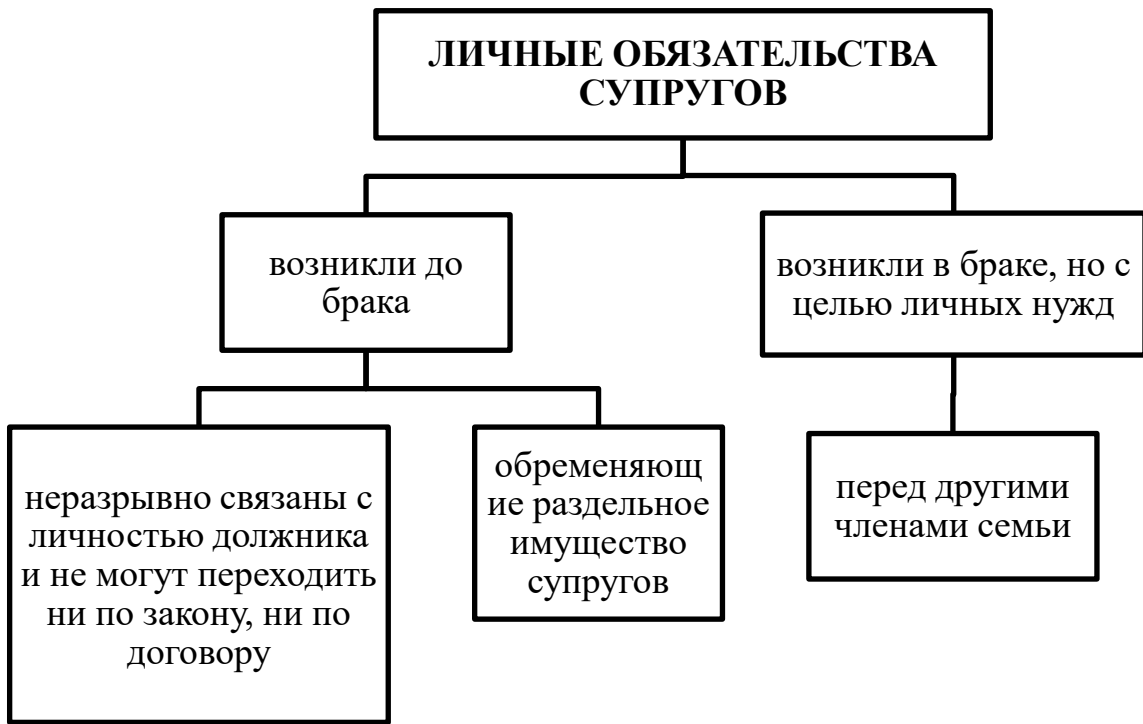 ЛИЧНЫЕ ОБЯЗАТЕЛЬСТВА
СУПРУГОВ
возникли до
брака
возникли в браке, но с
целью личных нужд
неразрывно связаны с
личностью должника
и не могут переходить
ни по закону, ни по
договору
обременяющ
ие раздельное
имущество
супругов
перед другими
членами семьи